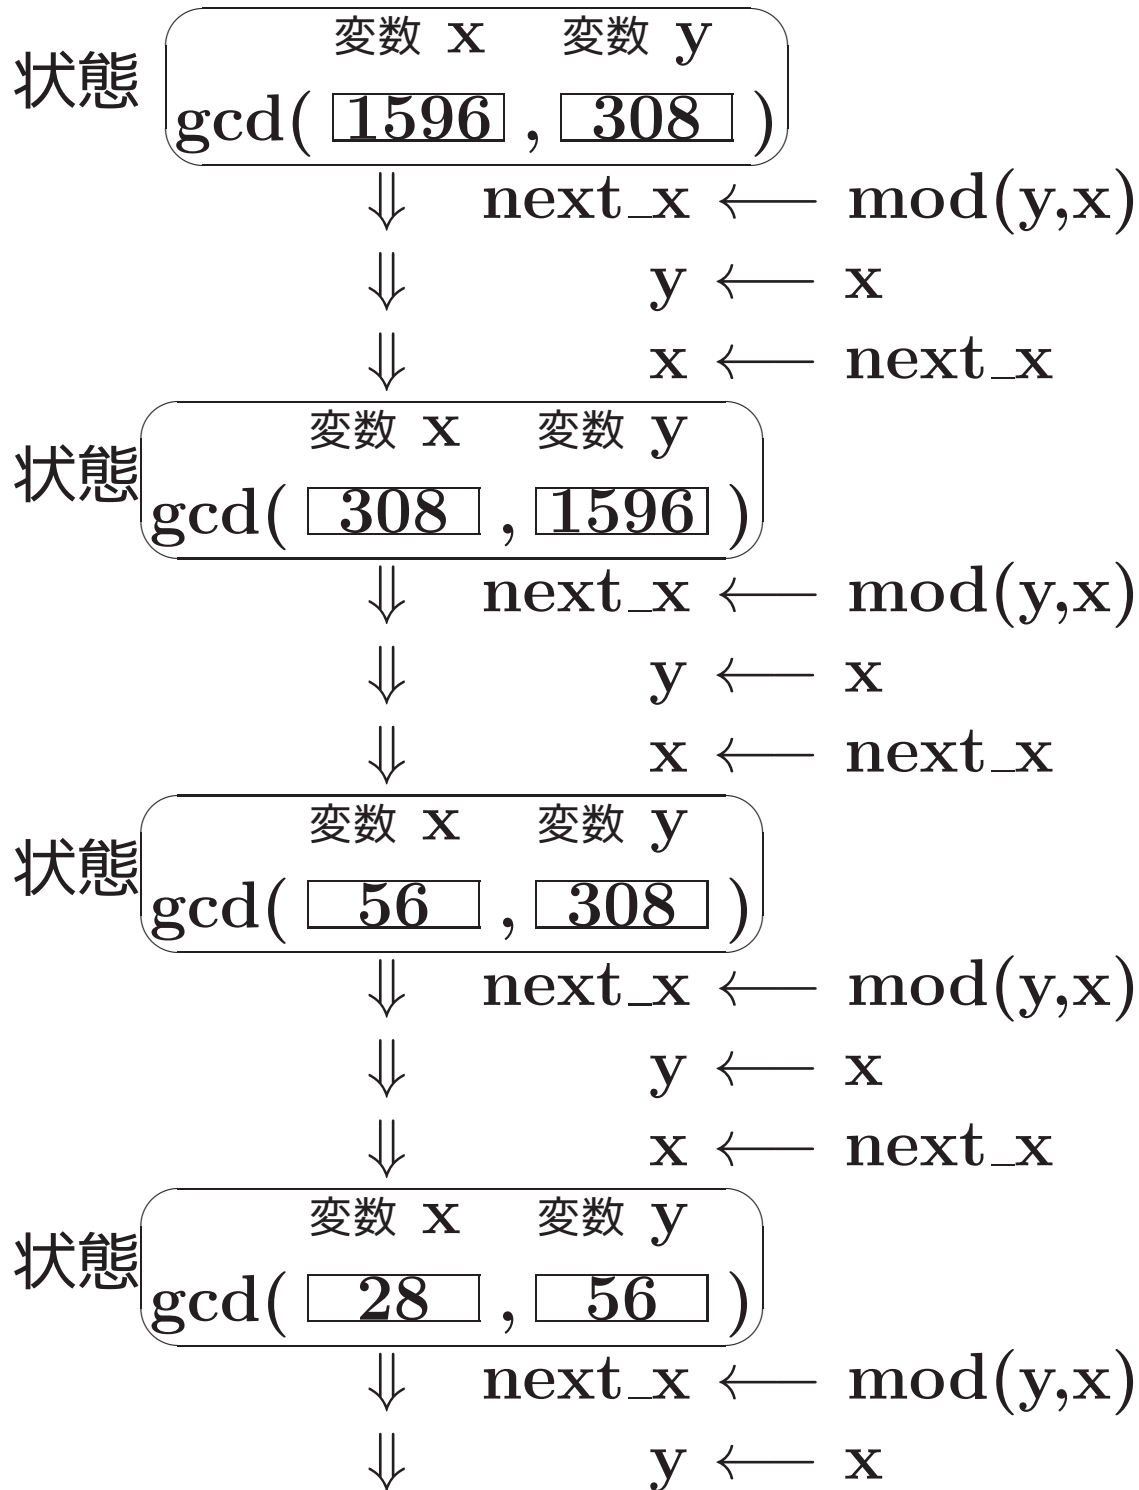 変数 x 変数 y
状態
gcd( 1596 , 308 )
⇓ next_x ⟵ mod(y,x)
⇓ y ⟵ x
⇓ x ⟵ next_x
変数 x 変数 y
状態
gcd( 308 , 1596 )
⇓ next_x ⟵ mod(y,x)
⇓ y ⟵ x
⇓ x ⟵ next_x
変数 x 変数 y
状態
gcd( 56 , 308 )
⇓ next_x ⟵ mod(y,x)
⇓ y ⟵ x
⇓ x ⟵ next_x
変数 x 変数 y
状態
gcd( 28 , 56 )
⇓ next_x ⟵ mod(y,x)
⇓ y ⟵ x